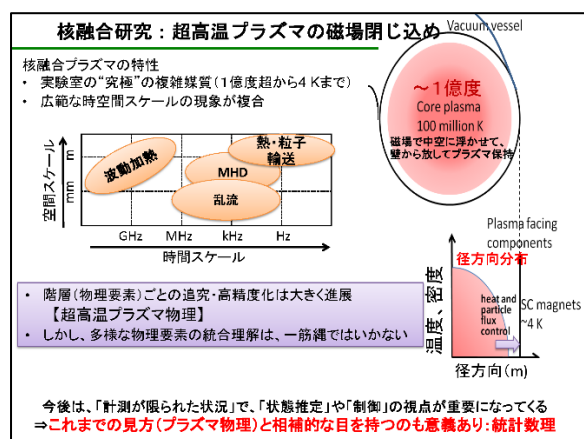 核融合研究：超高温プラズマの磁場閉じ込め
核融合プラズマの特性
• 実験室の“究極”の複雑媒質（１億度超から４Kまで）
• 広範な時空間スケールの現象が複合
Vacuum vessel
～１億度
Core plasma
100 million K
磁場で中空に浮かせて、
壁から放してプラズマ保持
空間スケール
m
mm
波動加熱
熱・粒子
輸送
MHD
乱流
GHz
MHz
kHz
Hz
時間スケール
Plasma facing
components
径方向分布
温度、密度
heat and
particle
flux
control
SC magnets
~4 K
径方向(m)
• 階層（物理要素）ごとの追究・高精度化は大きく進展
【超高温プラズマ物理】
• しかし、多様な物理要素の統合理解は、一筋縄ではいかない
今後は、「計測が限られた状況」で、「状態推定」や「制御」の視点が重要になってくる
⇒これまでの見方（プラズマ物理）と相補的な目を持つのも意義あり：統計数理